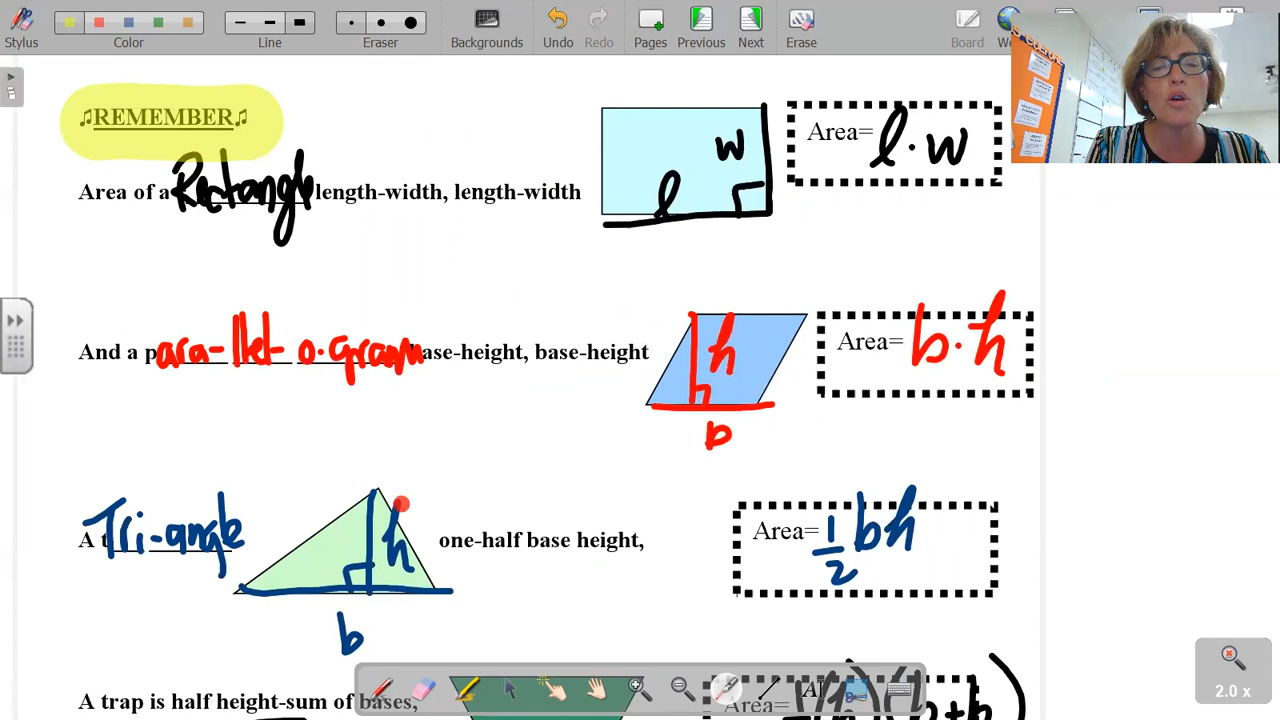 Stylus Color Line Eraser Backgrounds Undo Redo Pages Previous Next Erase Board
♫REMEMBER♫
Area of a Rectangle length-width, length-width
l w
Area= l · w
And a p ara-llel-o-gram base-height, base-height
h
b
Area= b · h
A t Tri-angle
h
b
one-half base height,
Area= 1/2 bh
A trap is half height-sum of bases,
Area=
2.0 x